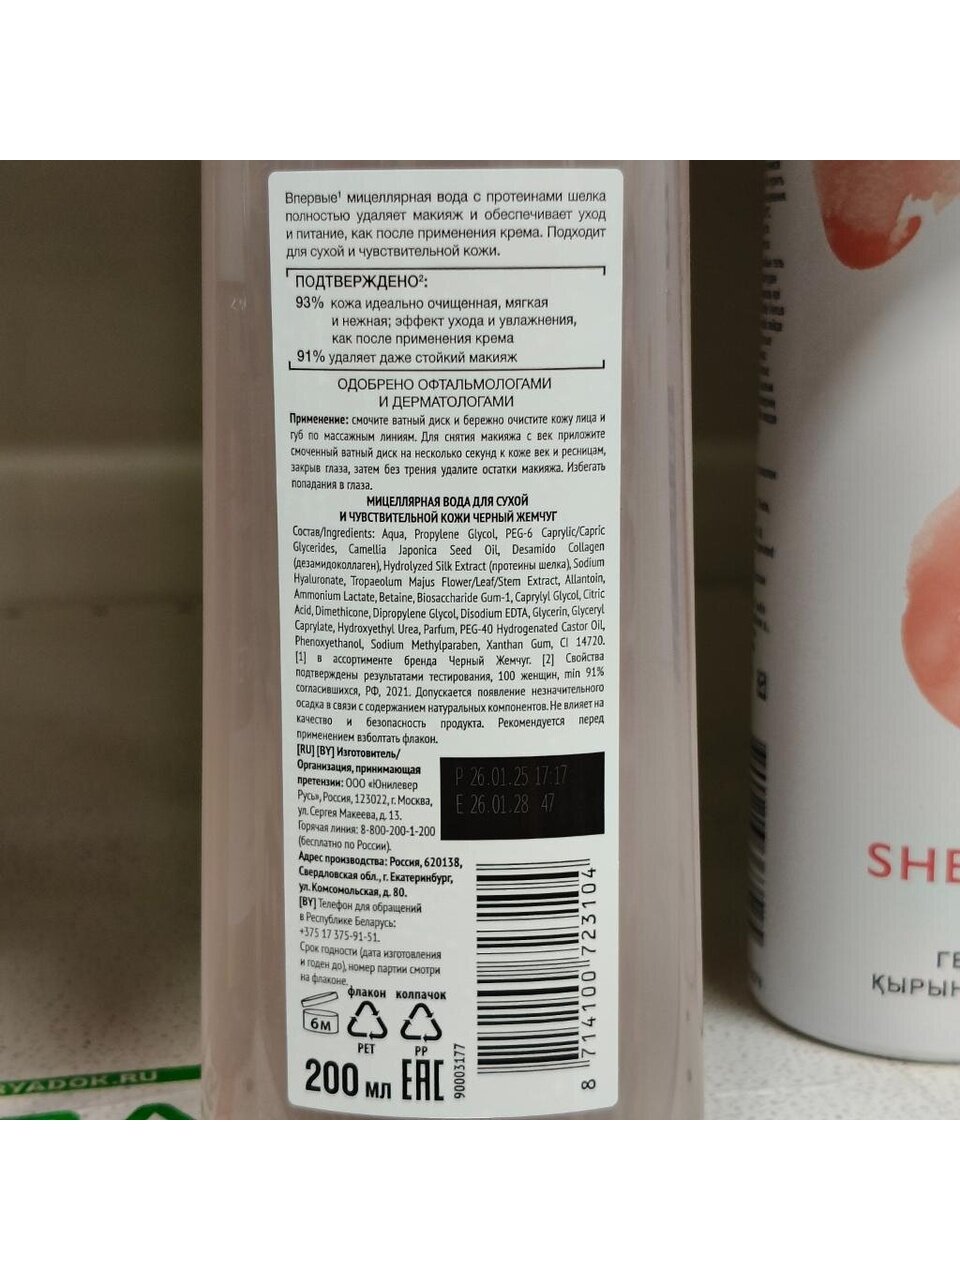 Впервые¹ мицеллярная вода с протеинами шелка
полностью удаляет макияж и обеспечивает уход
и питание, как после применения крема. Подходит
для сухой и чувствительной кожи.
ПОДТВЕРЖДЕНО²:
93% кожа идеально очищенная, мягкая
и нежная; эффект ухода и увлажнения,
как после применения крема
91% удаляет даже стойкий макияж
ОДОБРЕНО ОФТАЛЬМОЛОГАМИ
И ДЕРМАТОЛОГАМИ
Применение: смочите ватный диск и бережно очистите кожу лица и
губ по массажным линиям. Для снятия макияжа с век приложите
смоченный ватный диск на несколько секунд к коже век и ресницам,
закрыв глаза, затем без трения удалите остатки макияжа. Избегать
попадания в глаза.
МИЦЕЛЛЯРНАЯ ВОДА ДЛЯ СУХОЙ
И ЧУВСТВИТЕЛЬНОЙ КОЖИ ЧЕРНЫЙ ЖЕМЧУГ
Состав/Ingredients: Aqua, Propylene Glycol, PEG-6 Caprylic/Capric
Glycerides, Camellia Japonica Seed Oil, Desamido Collagen
(дезамидоколлаген), Hydrolyzed Silk Extract (протеины шелка), Sodium
Hyaluronate, Tropaeolum Majus Flower/Leaf/Stem Extract, Allantoin,
Ammonium Lactate, Betaine, Biosaccharide Gum-1, Caprylyl Glycol, Citric
Acid, Dimethicone, Dipropylene Glycol, Disodium EDTA, Glycerin, Glyceryl
Caprylate, Hydroxyethyl Urea, Parfum, PEG-40 Hydrogenated Castor Oil,
Phenoxyethanol, Sodium Methylparaben, Xanthan Gum, CI 14720.
[1] в ассортименте бренда Черный Жемчуг. [2] Свойства
подтверждены результатами тестирования, 100 женщин, min 91%
согласившихся, РФ, 2021. Допускается появление незначительного
осадка в связи с содержанием натуральных компонентов. Не влияет на
качество и безопасность продукта. Рекомендуется перед
применением взболтать флакон.
[RU] [BY] Изготовитель/
Организация, принимающая
претензии: ООО «Юнилевер
Русь», Россия, 123022, г. Москва,
ул. Сергея Макеева, д. 13.
Горячая линия: 8-800-200-1-200
(бесплатно по России).
Адрес производства: Россия, 620138,
Свердловская обл., г. Екатеринбург,
ул. Комсомольская, д. 80.
[BY] Телефон для обращений
в Республике Беларусь:
+375 17 375-91-51.
Срок годности (дата изготовления
и годен до), номер партии смотри
на флаконе.
P 26.01.25 17:17
E 26.01.28 47
6м
флакон
PET
колпачок
PP
200 мл
EAC
90003177
8 714100 723104
RYADOK.RU
SHE
ГЕ
ҚЫРЫН